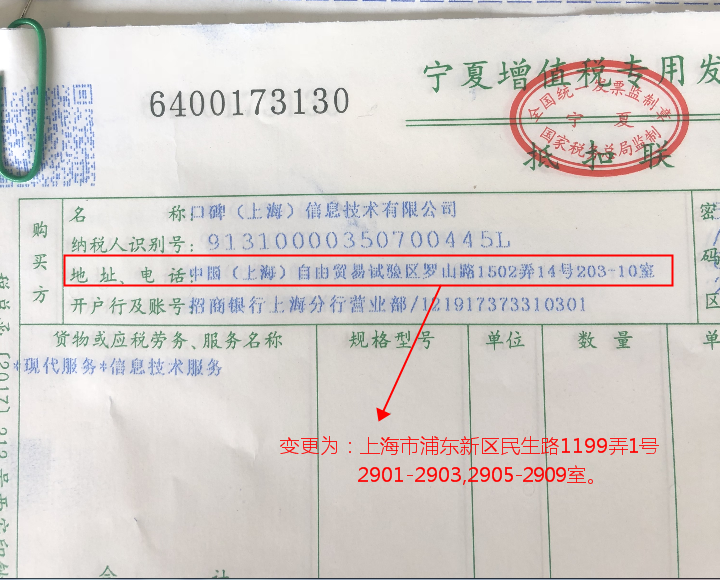 宁夏增值税专用发
6400173130
全国统一发票监制章
宁夏
国家税务总局监制
抵扣联
购买方
名称:口碑(上海)信息技术有限公司
纳税人识别号:91310000350700445L
地址、电话:中国(上海)自由贸易试验区罗山路1502弄14号203-10室
开户行及账号:招商银行上海分行营业部/121917373310301
密码区
货物或应税劳务、服务名称 规格型号 单位 数量 单
*现代服务*信息技术服务
变更为:上海市浦东新区民生路1199弄1号
2901-2903,2905-2909室。
合计